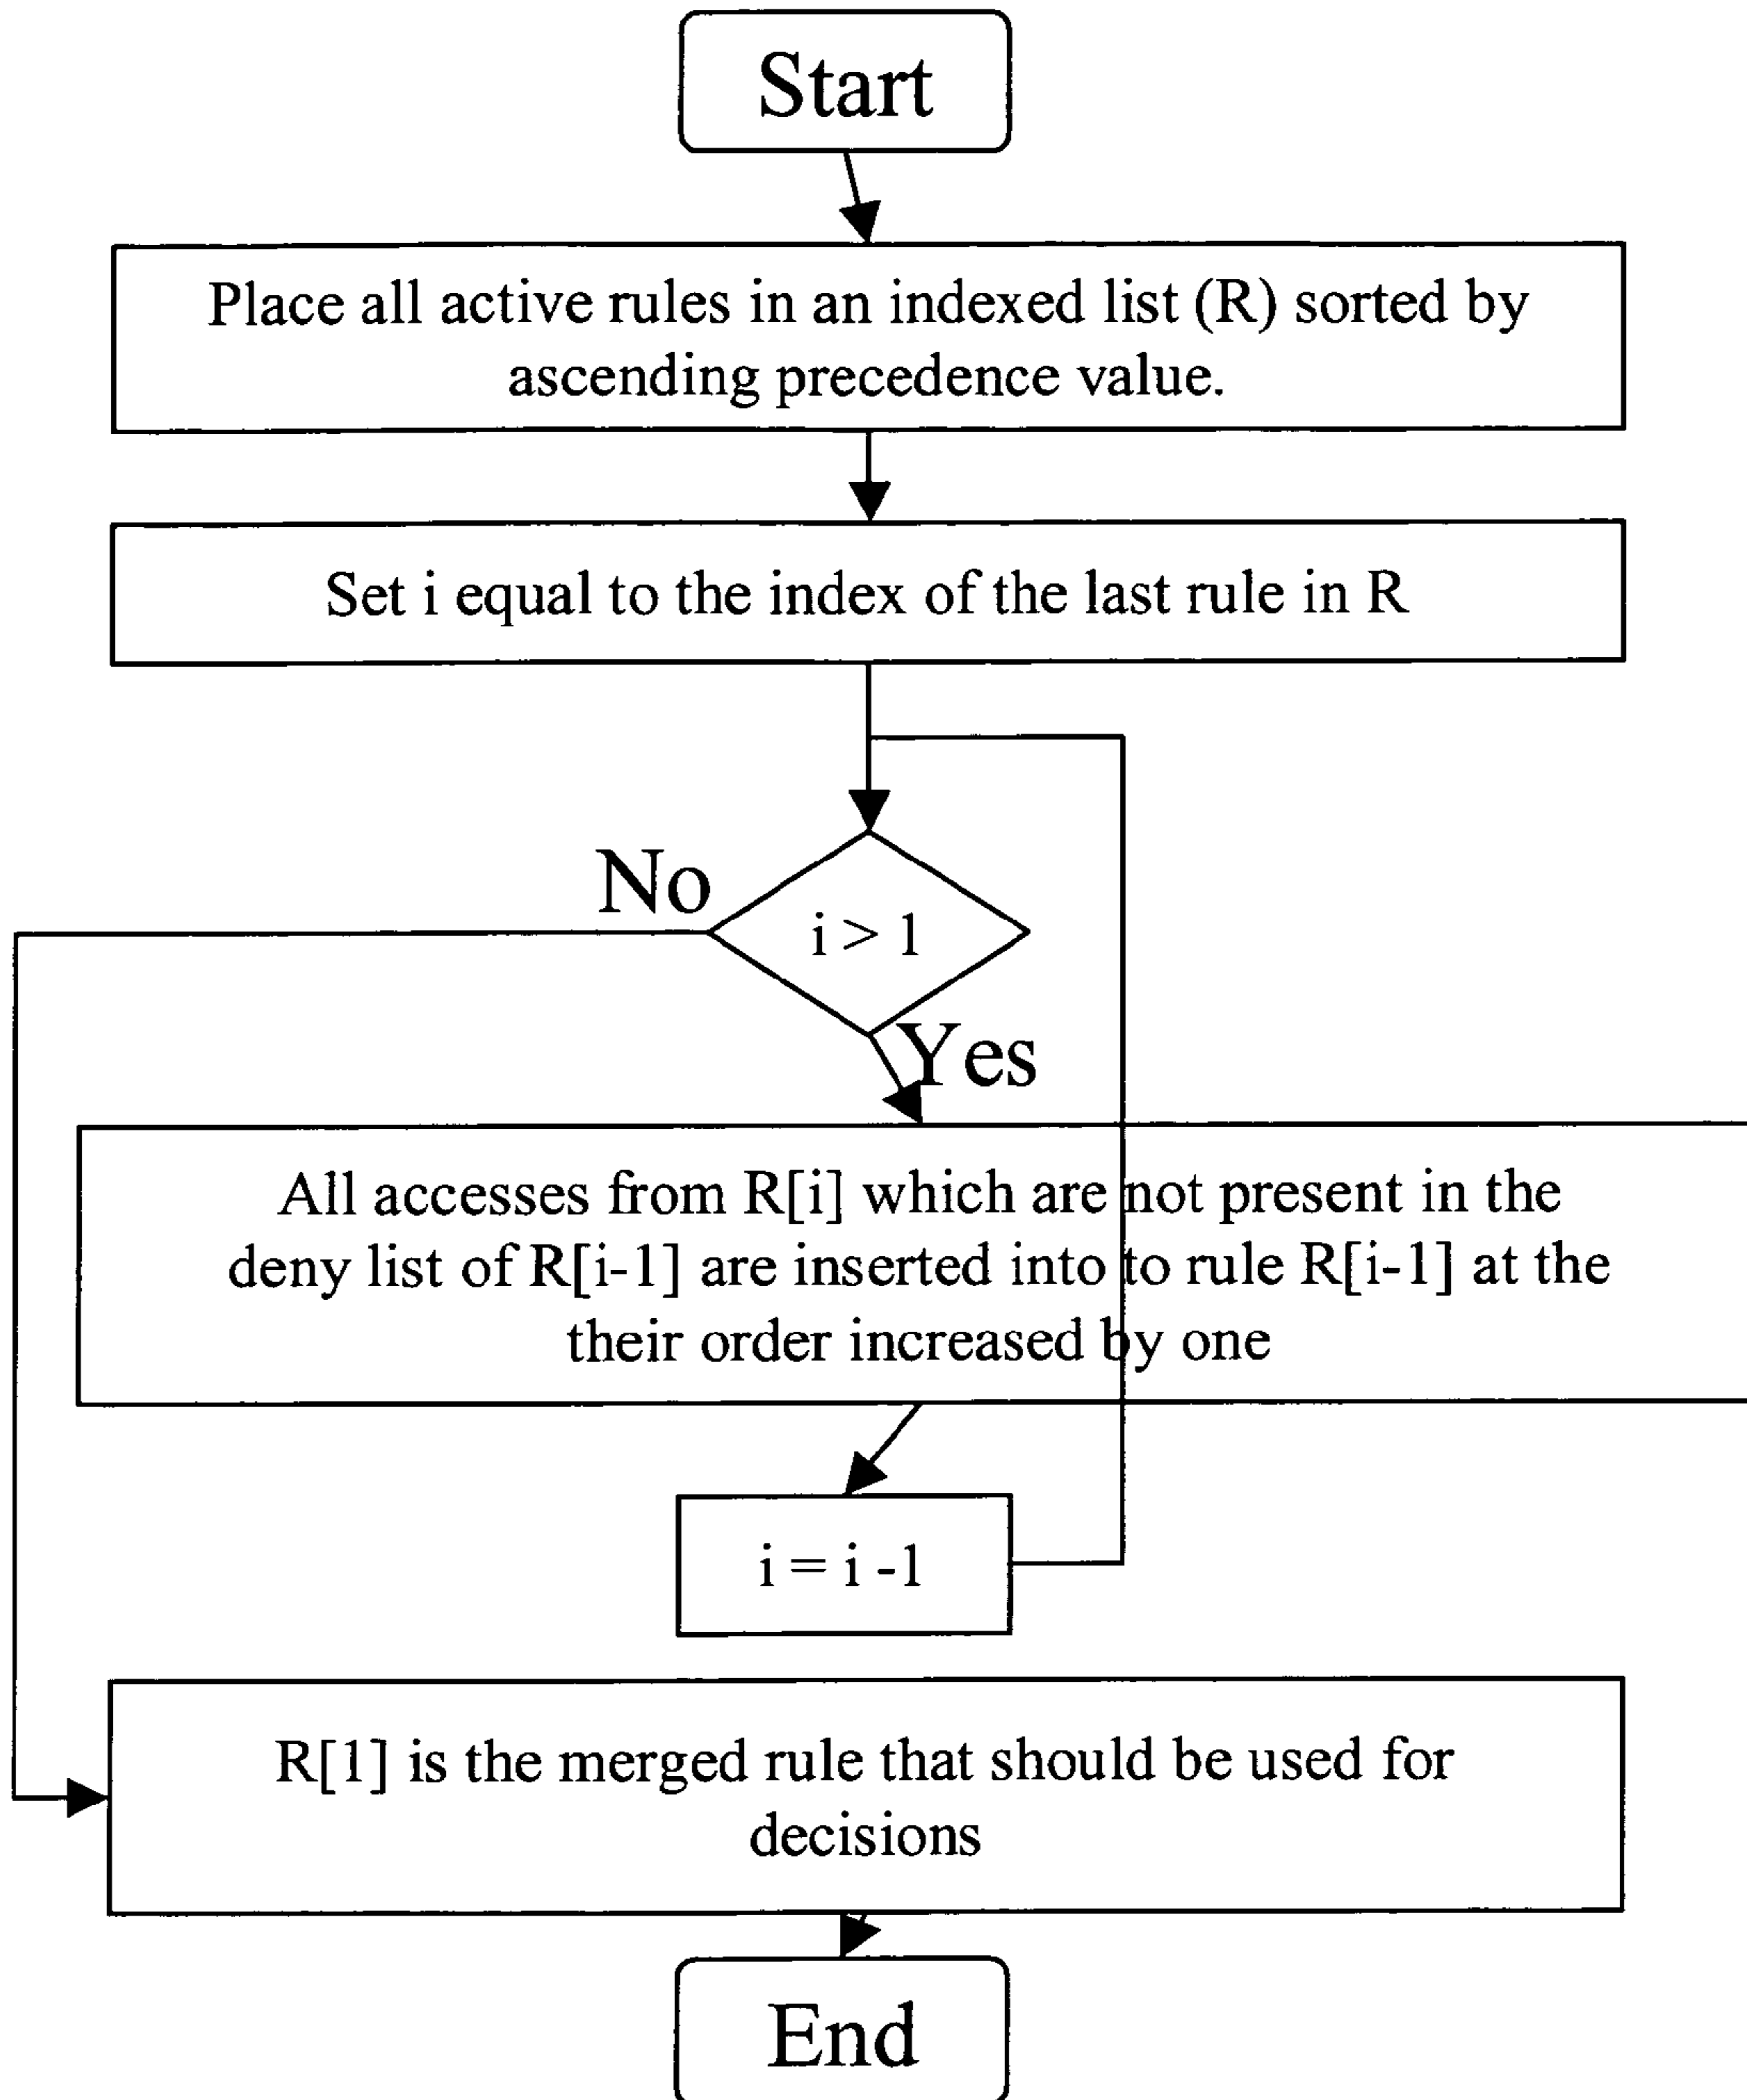 Start
Place all active rules in an indexed list (R) sorted by
ascending precedence value.
Set i equal to the index of the last rule in R
No
i > 1
Yes
All accesses from R[i] which are not present in the
deny list of R[i-1] are inserted into to rule R[i-1] at the
their order increased by one
i = i -1
R[1] is the merged rule that should be used for
decisions
End